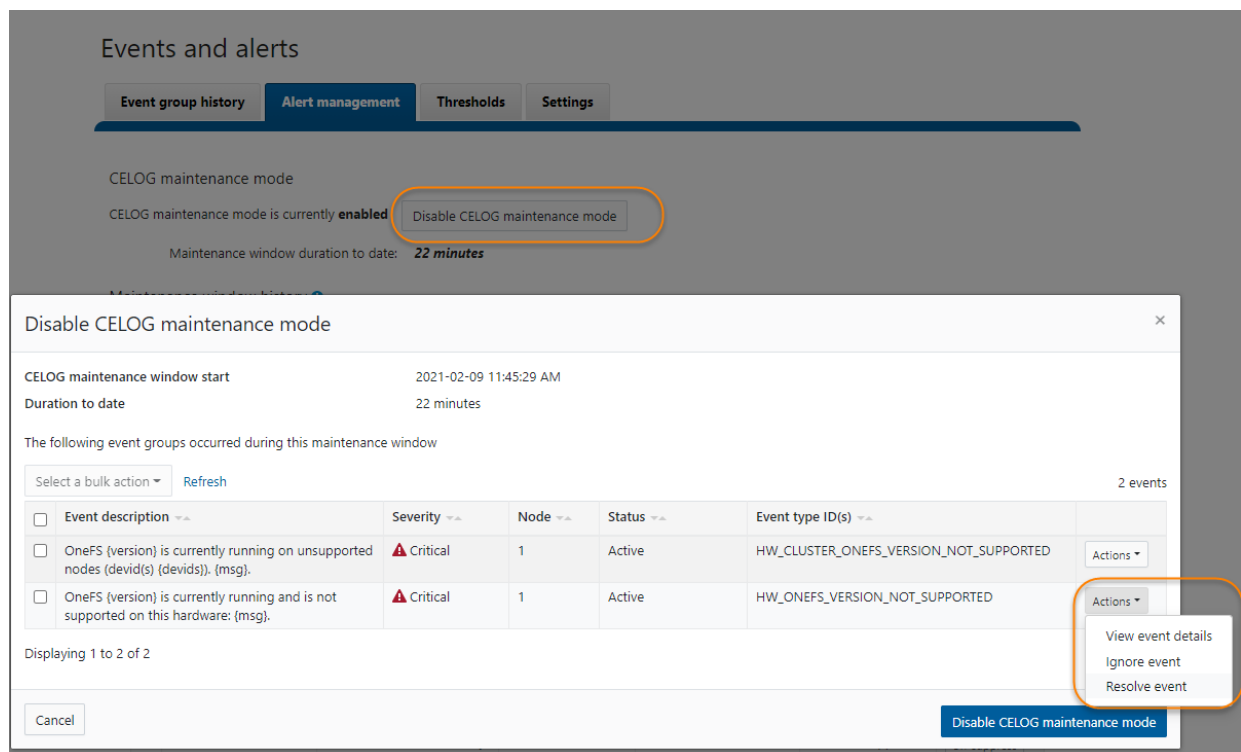 Events and alerts
Event group history Alert management Thresholds Settings
CELOG maintenance mode
CELOG maintenance mode is currently enabled Disable CELOG maintenance mode
Maintenance window duration to date: 22 minutes
Maintenance window history
Disable CELOG maintenance mode ×
CELOG maintenance window start 2021-02-09 11:45:29 AM
Duration to date 22 minutes
The following event groups occurred during this maintenance window
Select a bulk action Refresh 2 events
Event description Severity Node Status Event type ID(s)
OneFS {version} is currently running on unsupported Critical 1 Active HW_CLUSTER_ONEFS_VERSION_NOT_SUPPORTED Actions
nodes (devid(s) {devids}). {msg}.
OneFS {version} is currently running and is not Critical 1 Active HW_ONEFS_VERSION_NOT_SUPPORTED Actions
supported on this hardware: {msg}.
View event details
Displaying 1 to 2 of 2
Ignore event
Resolve event
Cancel Disable CELOG maintenance mode